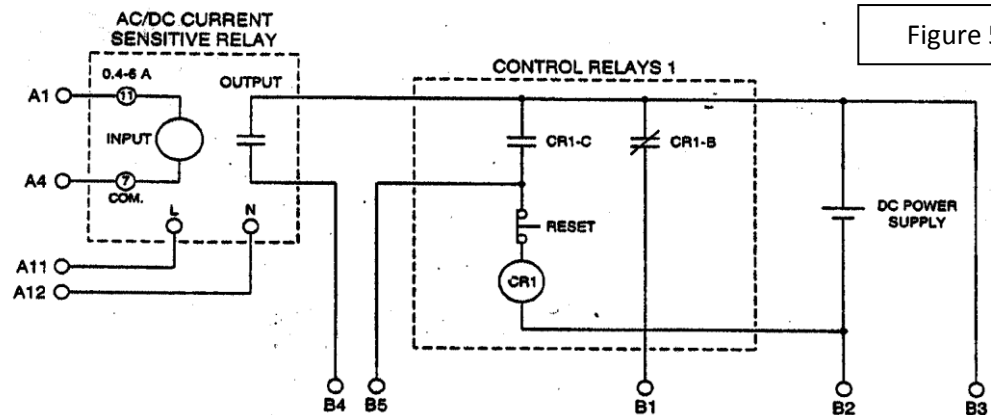 AC/DC CURRENT
SENSITIVE RELAY
Figure 5
0.4-6 A
OUTPUT
CONTROL RELAYS 1
A1
11
INPUT
CR1-C
CR1-B
A4
7
COM.
L
N
RESET
DC POWER
SUPPLY
A11
A12
CR1
B4
B5
B1
B2
B3